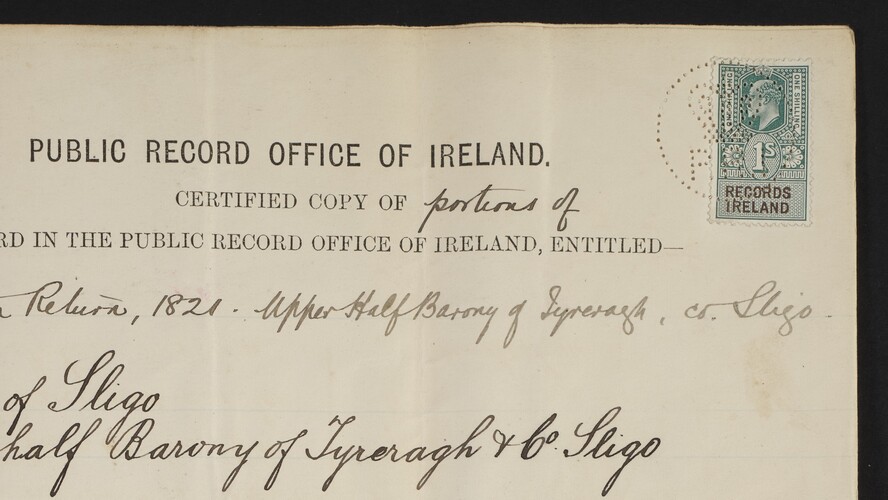 PUBLIC RECORD OFFICE OF IRELAND.
ONE SHILLING
1S
RECORDS
IRELAND
CERTIFIED COPY OF portions of
RD IN THE PUBLIC RECORD OFFICE OF IRELAND, ENTITLED—
Return, 1821. Upper Half Barony of Tyreragh, co. Sligo.
of Sligo
half Barony of Tyreragh & Co. Sligo